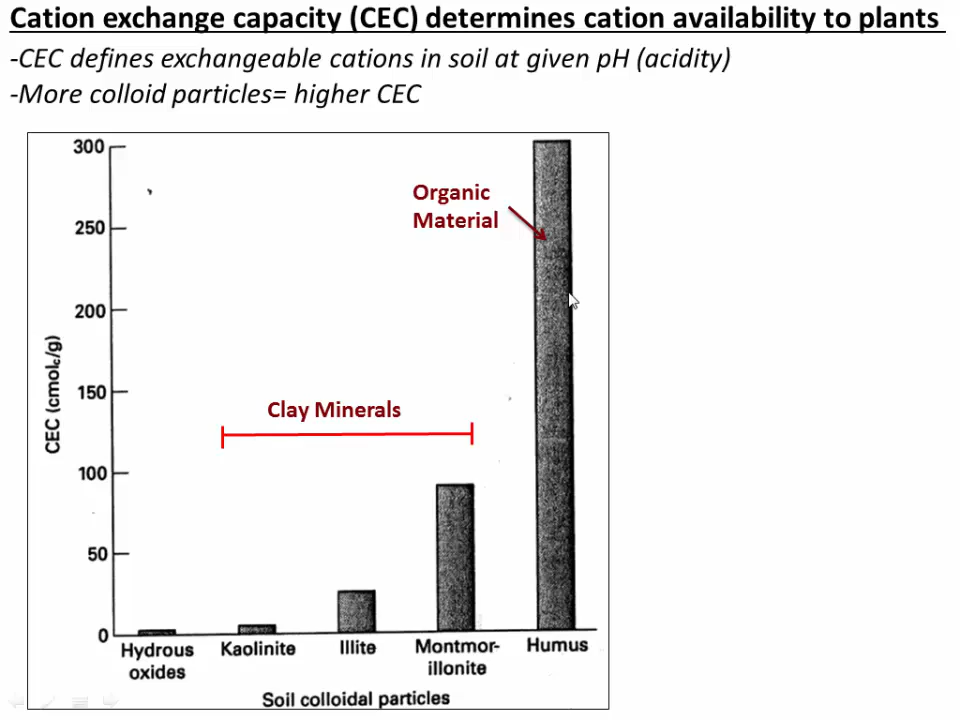 Cation exchange capacity (CEC) determines cation availability to plants
-CEC defines exchangeable cations in soil at given pH (acidity)
-More colloid particles= higher CEC
300
250
200
150
100
50
0
CEC (cmolc/g)
Organic
Material
Clay Minerals
Hydrous
oxides
Kaolinite
Illite
Montmor-
illonite
Humus
Soil colloidal particles